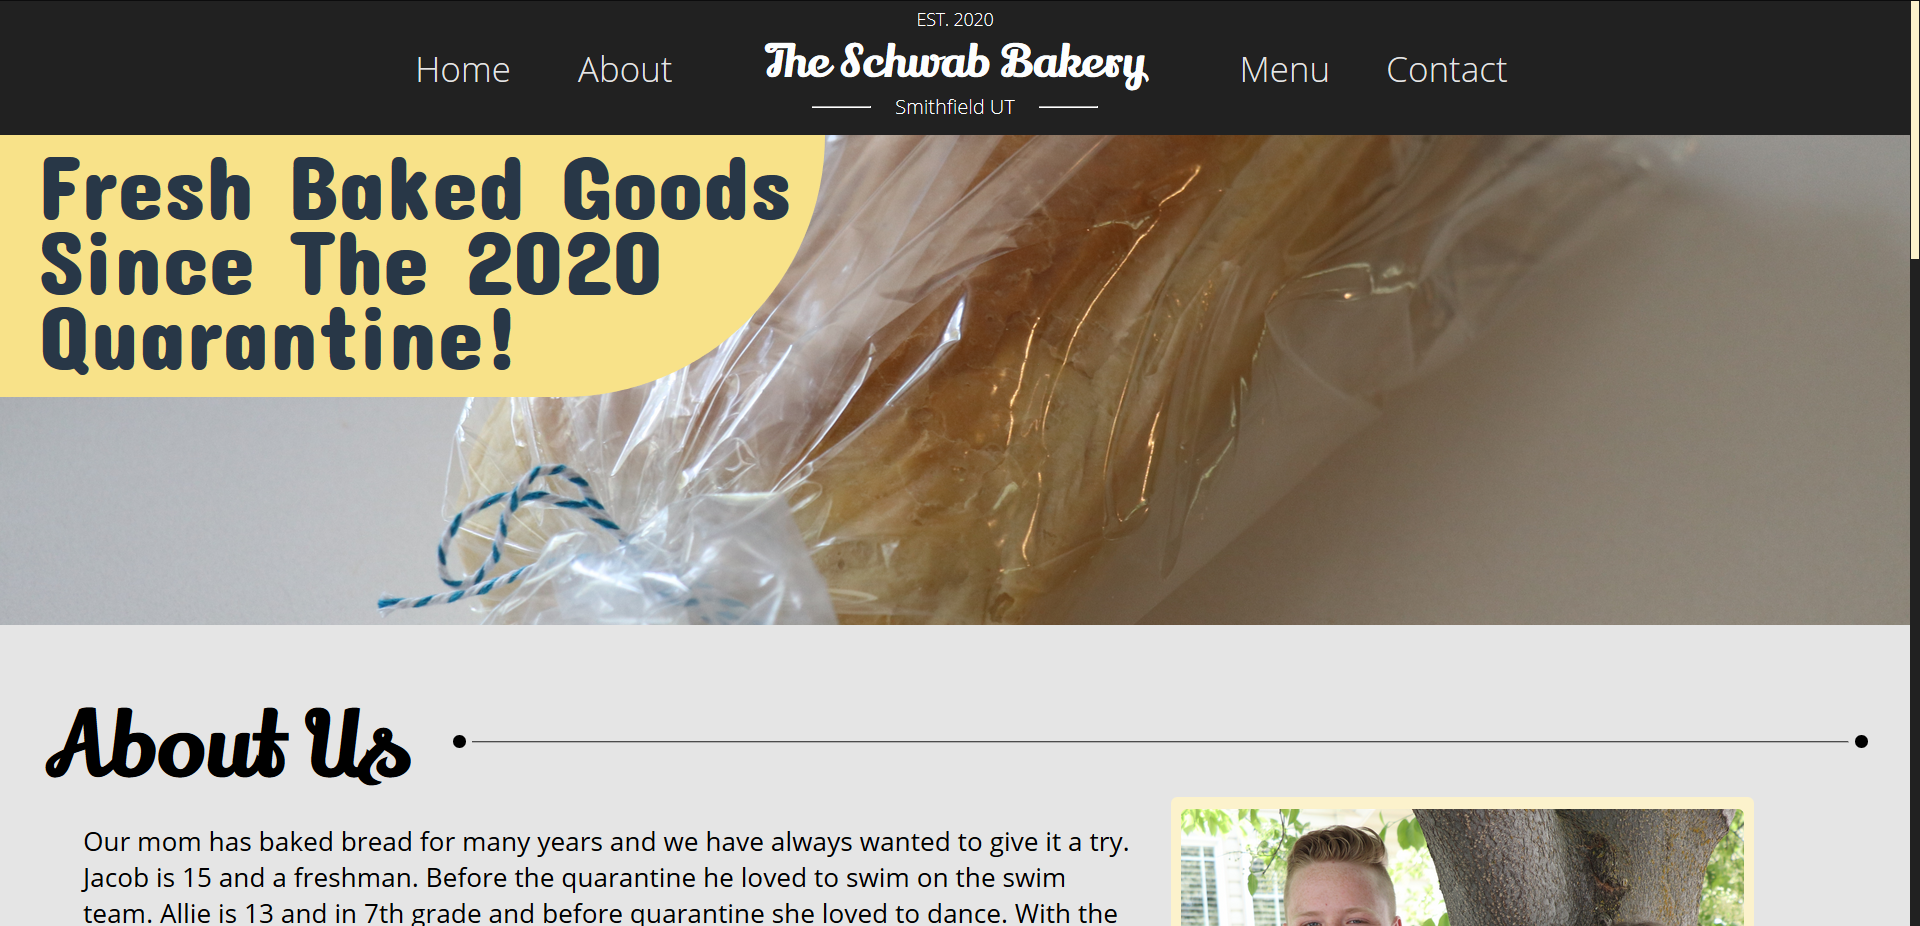 EST. 2020
Home About The Schwab Bakery Menu Contact
Smithfield UT
Fresh Baked Goods
Since The 2020
Quarantine!
About Us
Our mom has baked bread for many years and we have always wanted to give it a try.
Jacob is 15 and a freshman. Before the quarantine he loved to swim on the swim
team. Allie is 13 and in 7th grade and before quarantine she loved to dance. With the